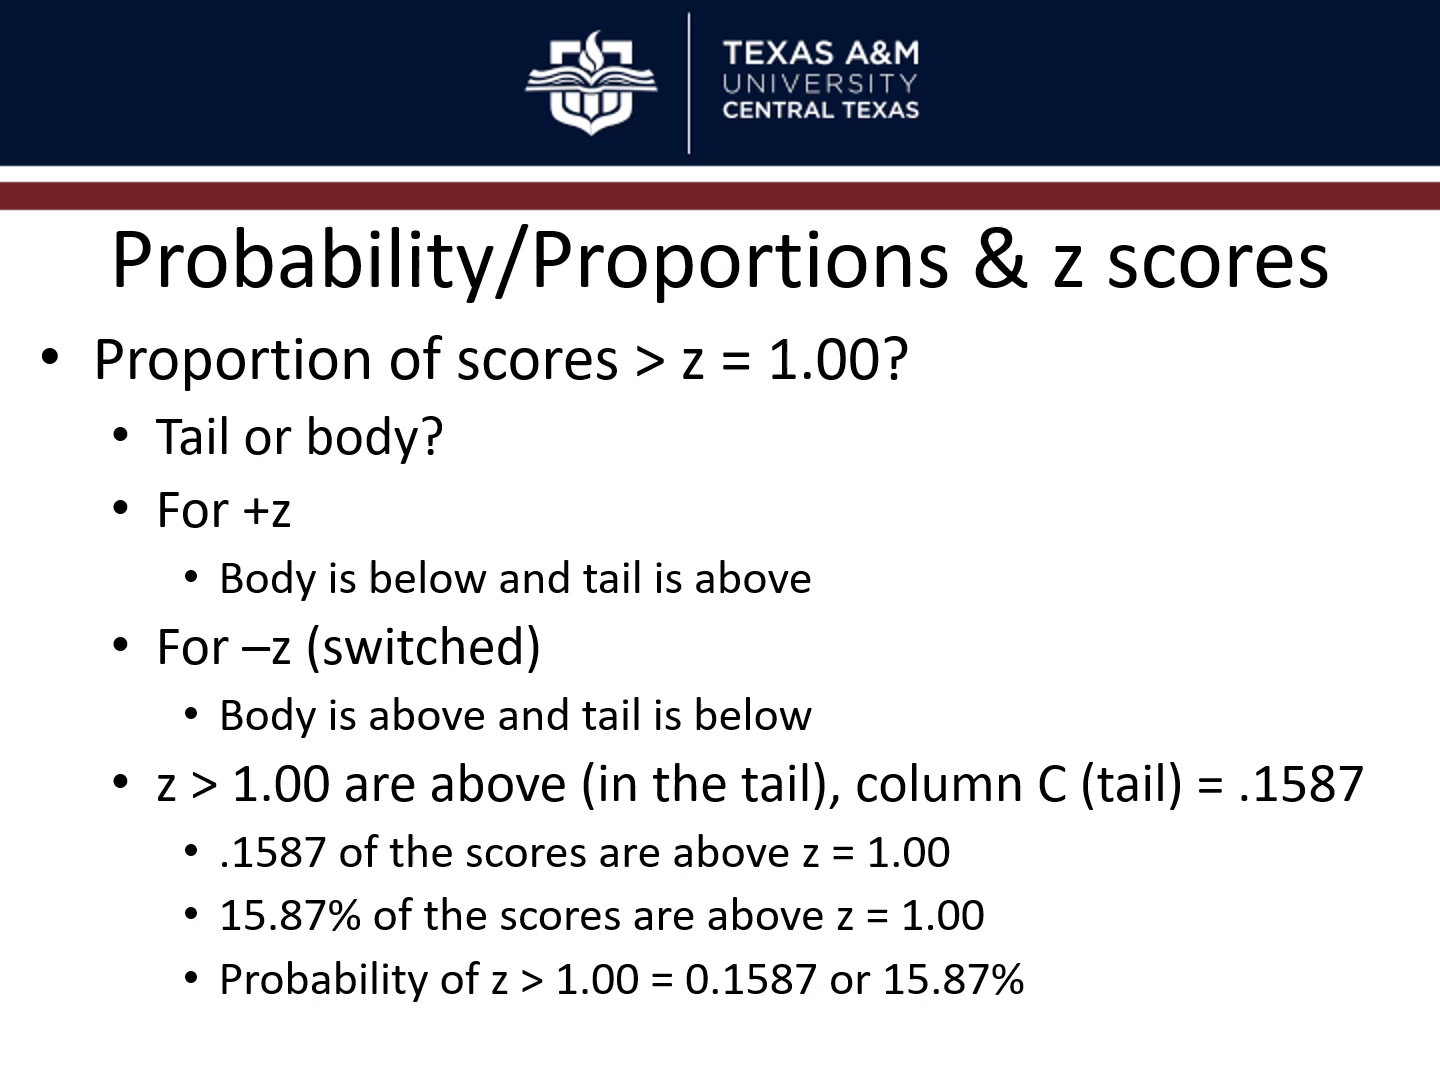 TEXAS A&M
UNIVERSITY
CENTRAL TEXAS
Probability/Proportions & z scores
• Proportion of scores > z = 1.00?
• Tail or body?
• For +z
• Body is below and tail is above
• For –z (switched)
• Body is above and tail is below
• z > 1.00 are above (in the tail), column C (tail) = .1587
• .1587 of the scores are above z = 1.00
• 15.87% of the scores are above z = 1.00
• Probability of z > 1.00 = 0.1587 or 15.87%